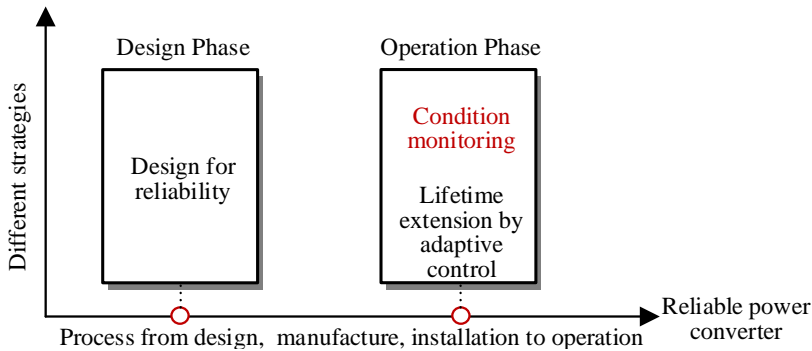 Different strategies
Design Phase
Design for
reliability
Operation Phase
Condition
monitoring
Lifetime
extension by
adaptive
control
Process from design, manufacture, installation to operation
Reliable power
converter